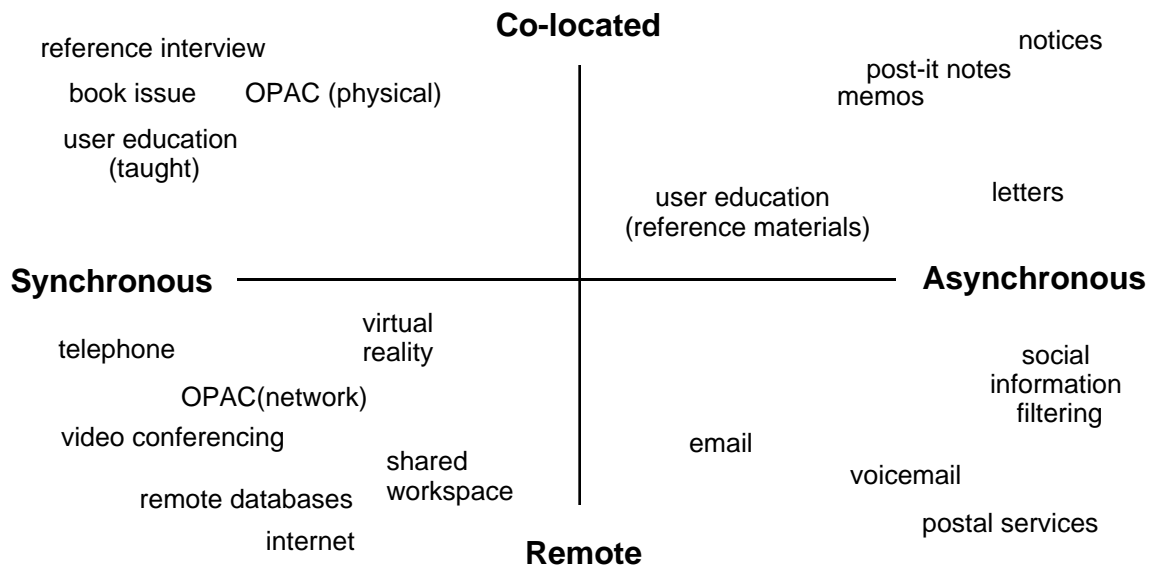 Co-located
reference interview
book issue
OPAC (physical)
user education
(taught)
notices
post-it notes
memos
user education
(reference materials)
letters
Synchronous
Asynchronous
telephone
virtual
reality
OPAC(network)
video conferencing
shared
workspace
remote databases
internet
social
information
filtering
email
voicemail
postal services
Remote